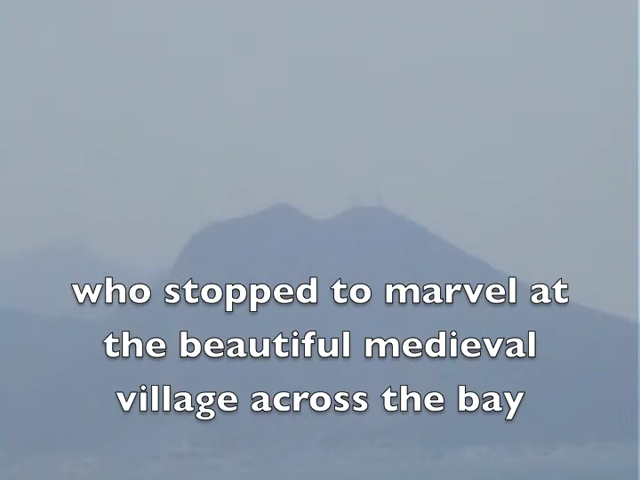 who stopped to marvel at
the beautiful medieval
village across the bay